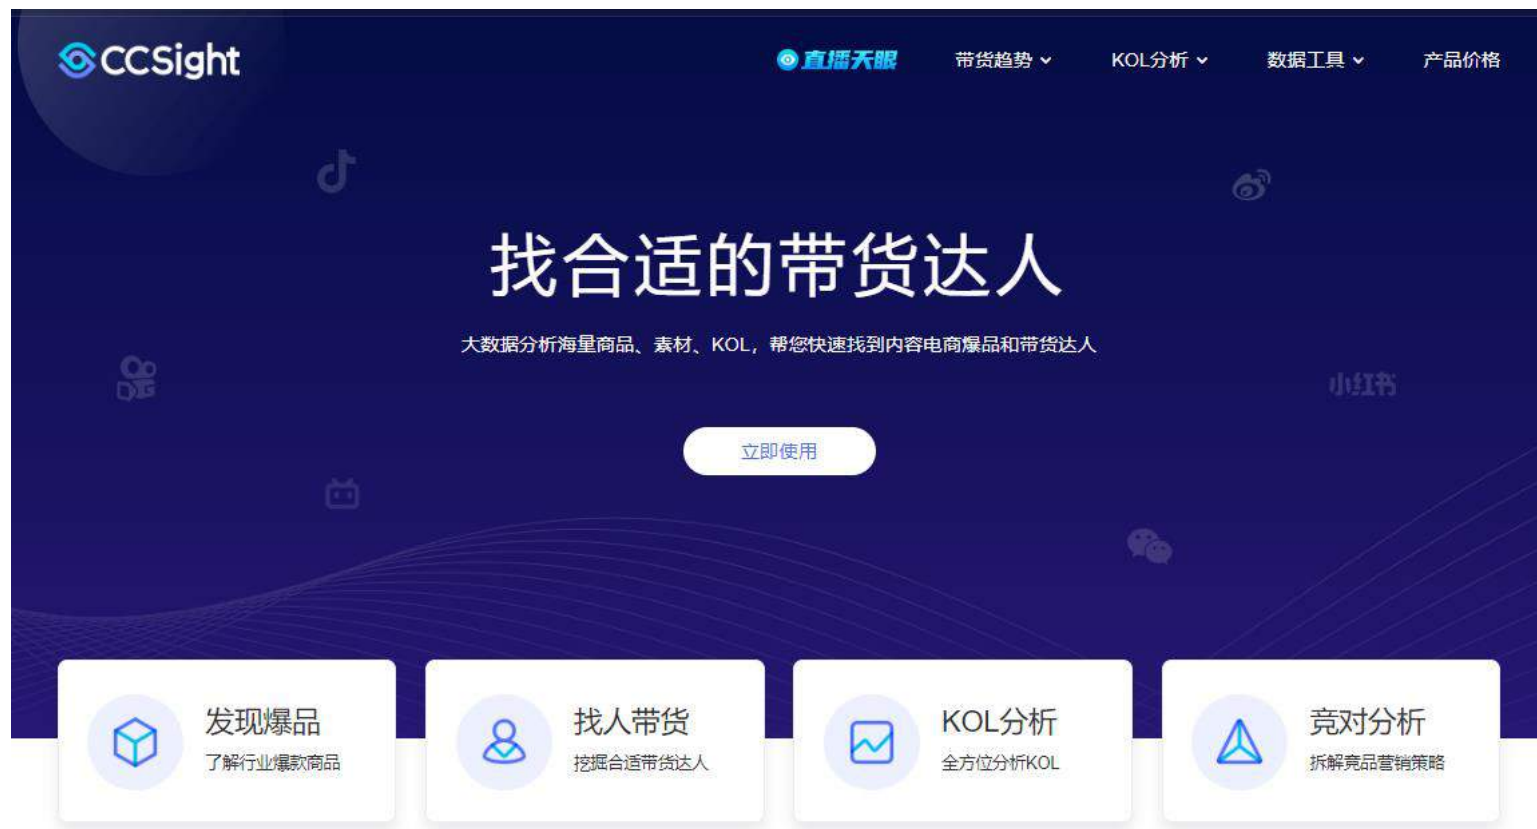 CCSight
直播天眼
带货趋势
KOL分析
数据工具
产品价格
找合适的带货达人
大数据分析海量商品、素材、KOL，帮您快速找到内容电商爆品和带货达人
小红书
立即使用
发现爆品
了解行业爆款商品
找人带货
挖掘合适带货达人
KOL分析
全方位分析KOL
竞对分析
拆解竞品营销策略